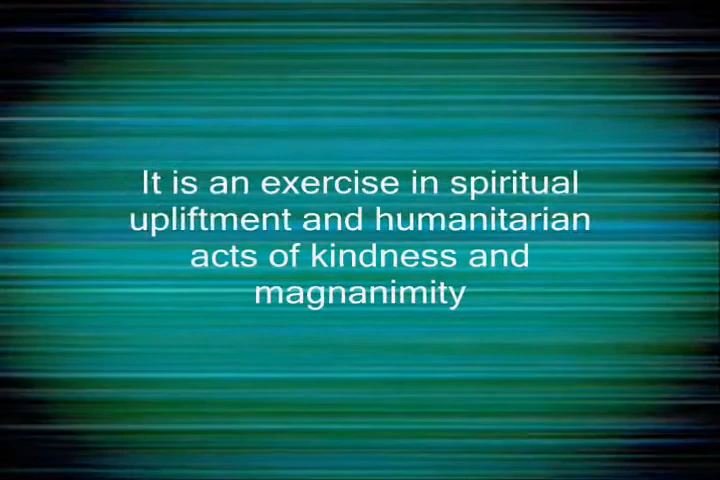 It is an exercise in spiritual
upliftment and humanitarian
acts of kindness and
magnanimity